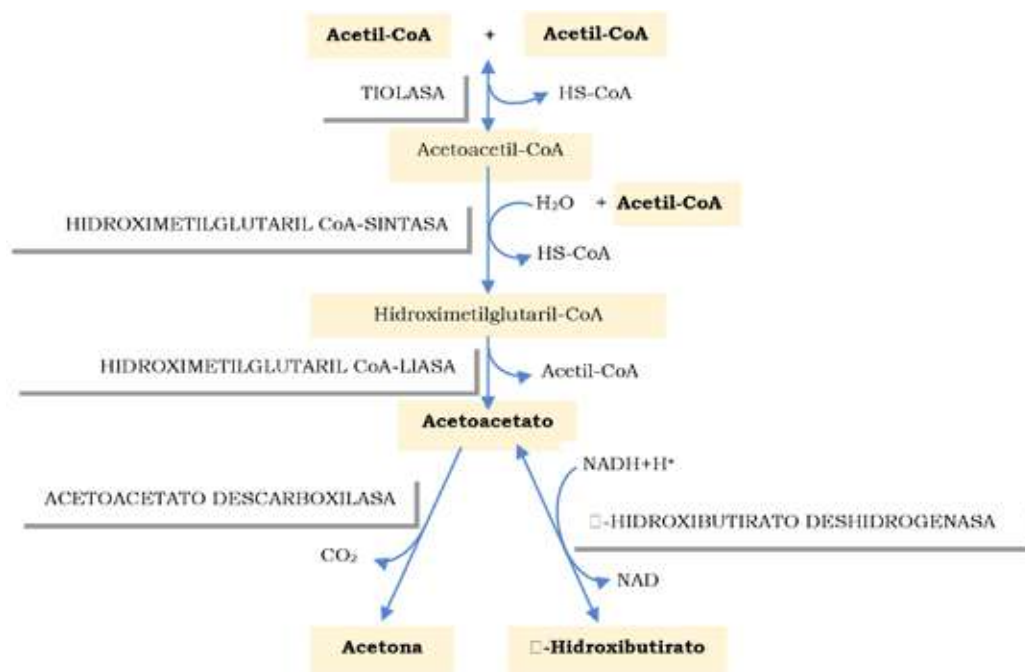 Acetil-CoA + Acetil-CoA
TIOLASA
HS-CoA
Acetoacetil-CoA
H₂O + Acetil-CoA
HIDROXIMETILGLUTARIL CoA-SINTASA
HS-CoA
Hidroximetilglutaril-CoA
HIDROXIMETILGLUTARIL CoA-LIASA
Acetil-CoA
Acetoacetato
NADH+H⁺
ACETOACETATO DESCARBOXILASA
□-HIDROXIBUTIRATO DESHIDROGENASA
CO₂
NAD
Acetona
□-Hidroxibutirato